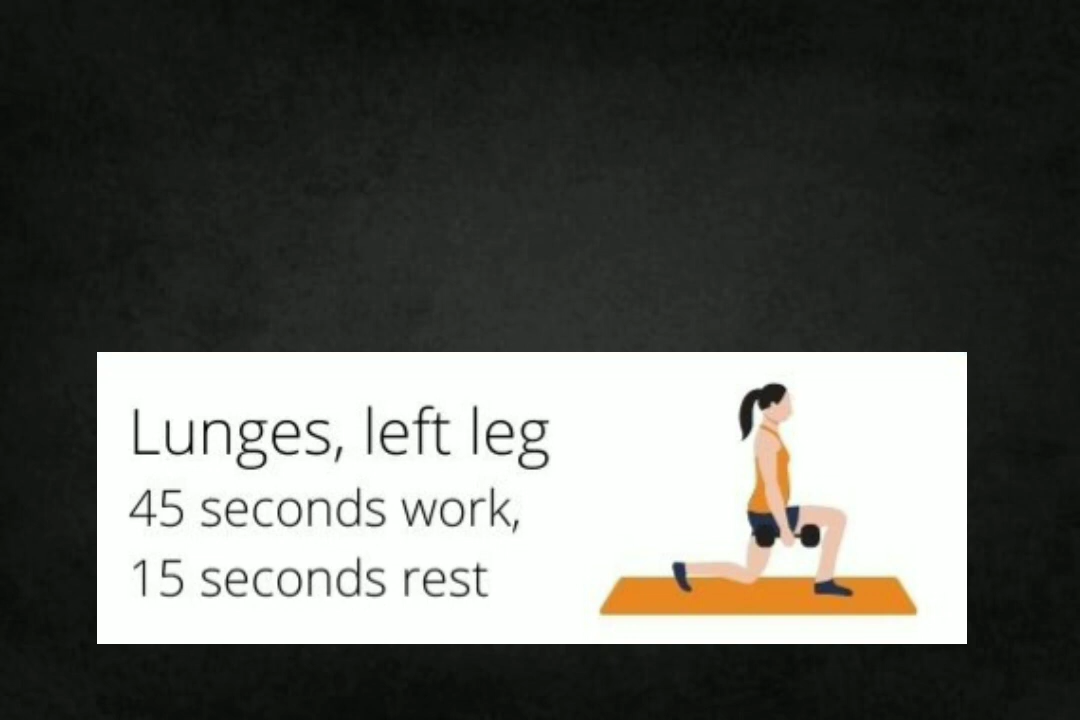 Lunges, left leg
45 seconds work,
15 seconds rest